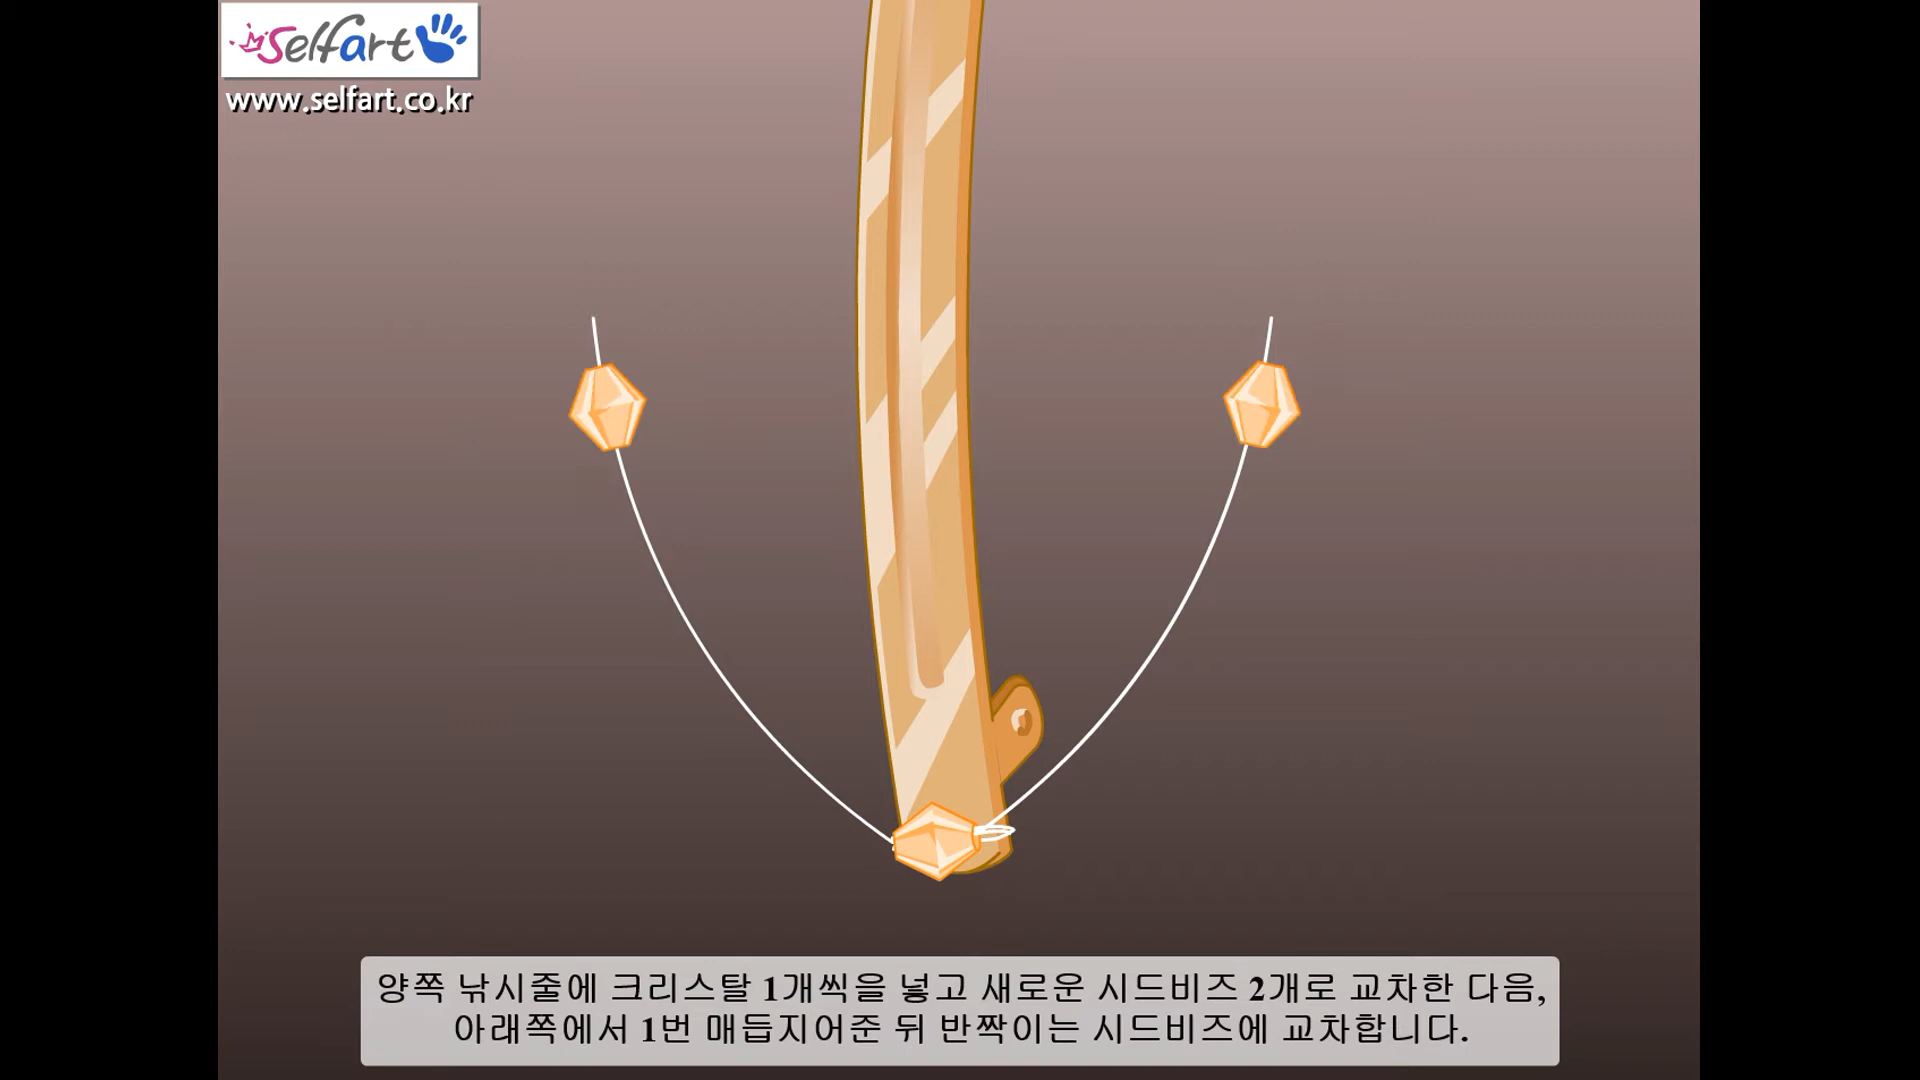 Selfart
www.selfart.co.kr
양쪽 낚시줄에 크리스탈 1개씩을 넣고 새로운 시드비즈 2개로 교차한 다음,
아래쪽에서 1번 매듭지어준 뒤 반짝이는 시드비즈에 교차합니다.